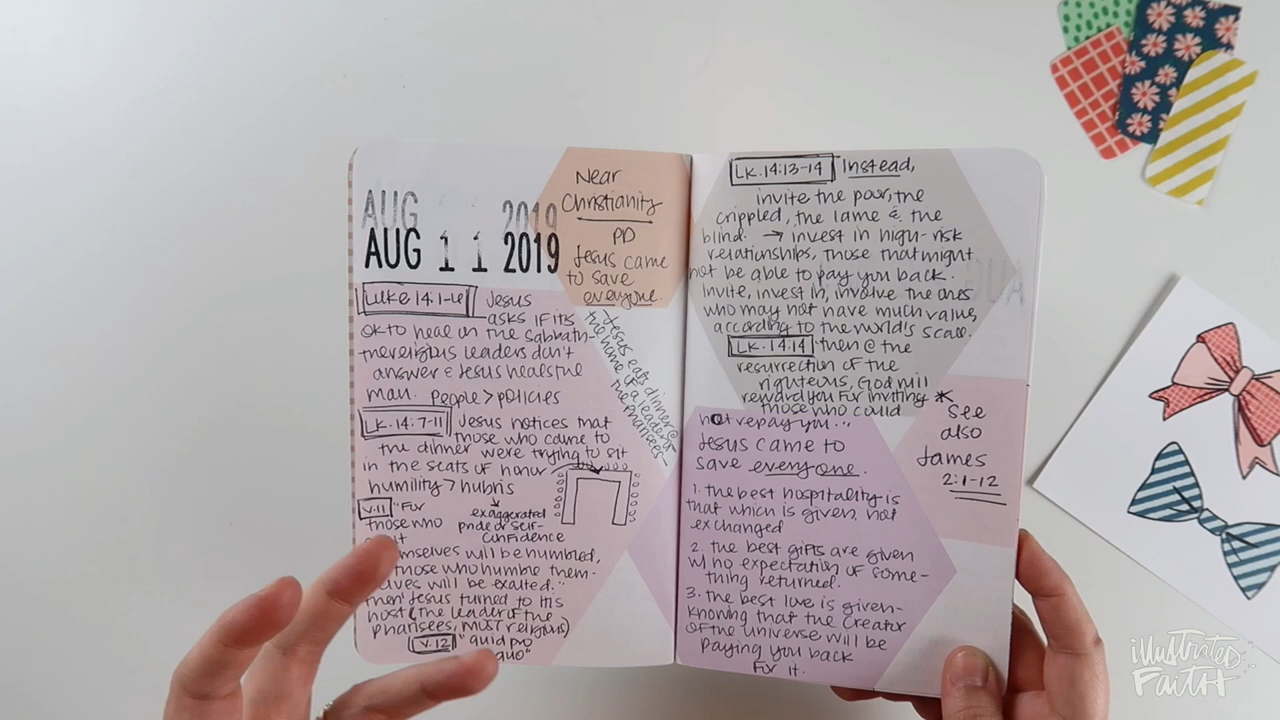 AUG 2019
AUG 11 2019
Near
Christianity
PD
Jesus came
to save
everyone.
Luke 14:1-6 Jesus
asks if its
ok to heal on the sabbath-
the religious leaders don't
answer & Jesus heals the
man. people > policies
Jesus eats dinner @
the home of a leader of
the Pharisees-
LK. 14:7-11 Jesus notices that
those who came to
the dinner were trying to sit
in the seats of honor
humility > hubris
exaggerated
pride or self-
confidence
v.11 "For
those who
themselves will be humbled,
those who humble them-
selves will be exalted."
then Jesus turned to his
host (the leader of the
pharisees, most religious)
v.12 "quid pro
quo"
LK. 14:13-14 Instead,
invite the poor, the
crippled, the lame & the
blind. → invest in high-risk
relationships, those that might
not be able to pay you back.
Invite, invest in, involve the ones
who may not have much value,
according to the world's scale.
LK. 14:14 then @ the
resurrection of the
righteous, God will
reward you for inviting *
those who could
not repay you...
Jesus came to
save everyone.
1. the best hospitality is
that which is given, not
exchanged
2. the best gifts are given
w/ no expectation of some-
thing returned.
3. the best love is given-
knowing that the Creator
of the universe will be
paying you back
for it.
see
also
James
2:1-12
illustrated
faith